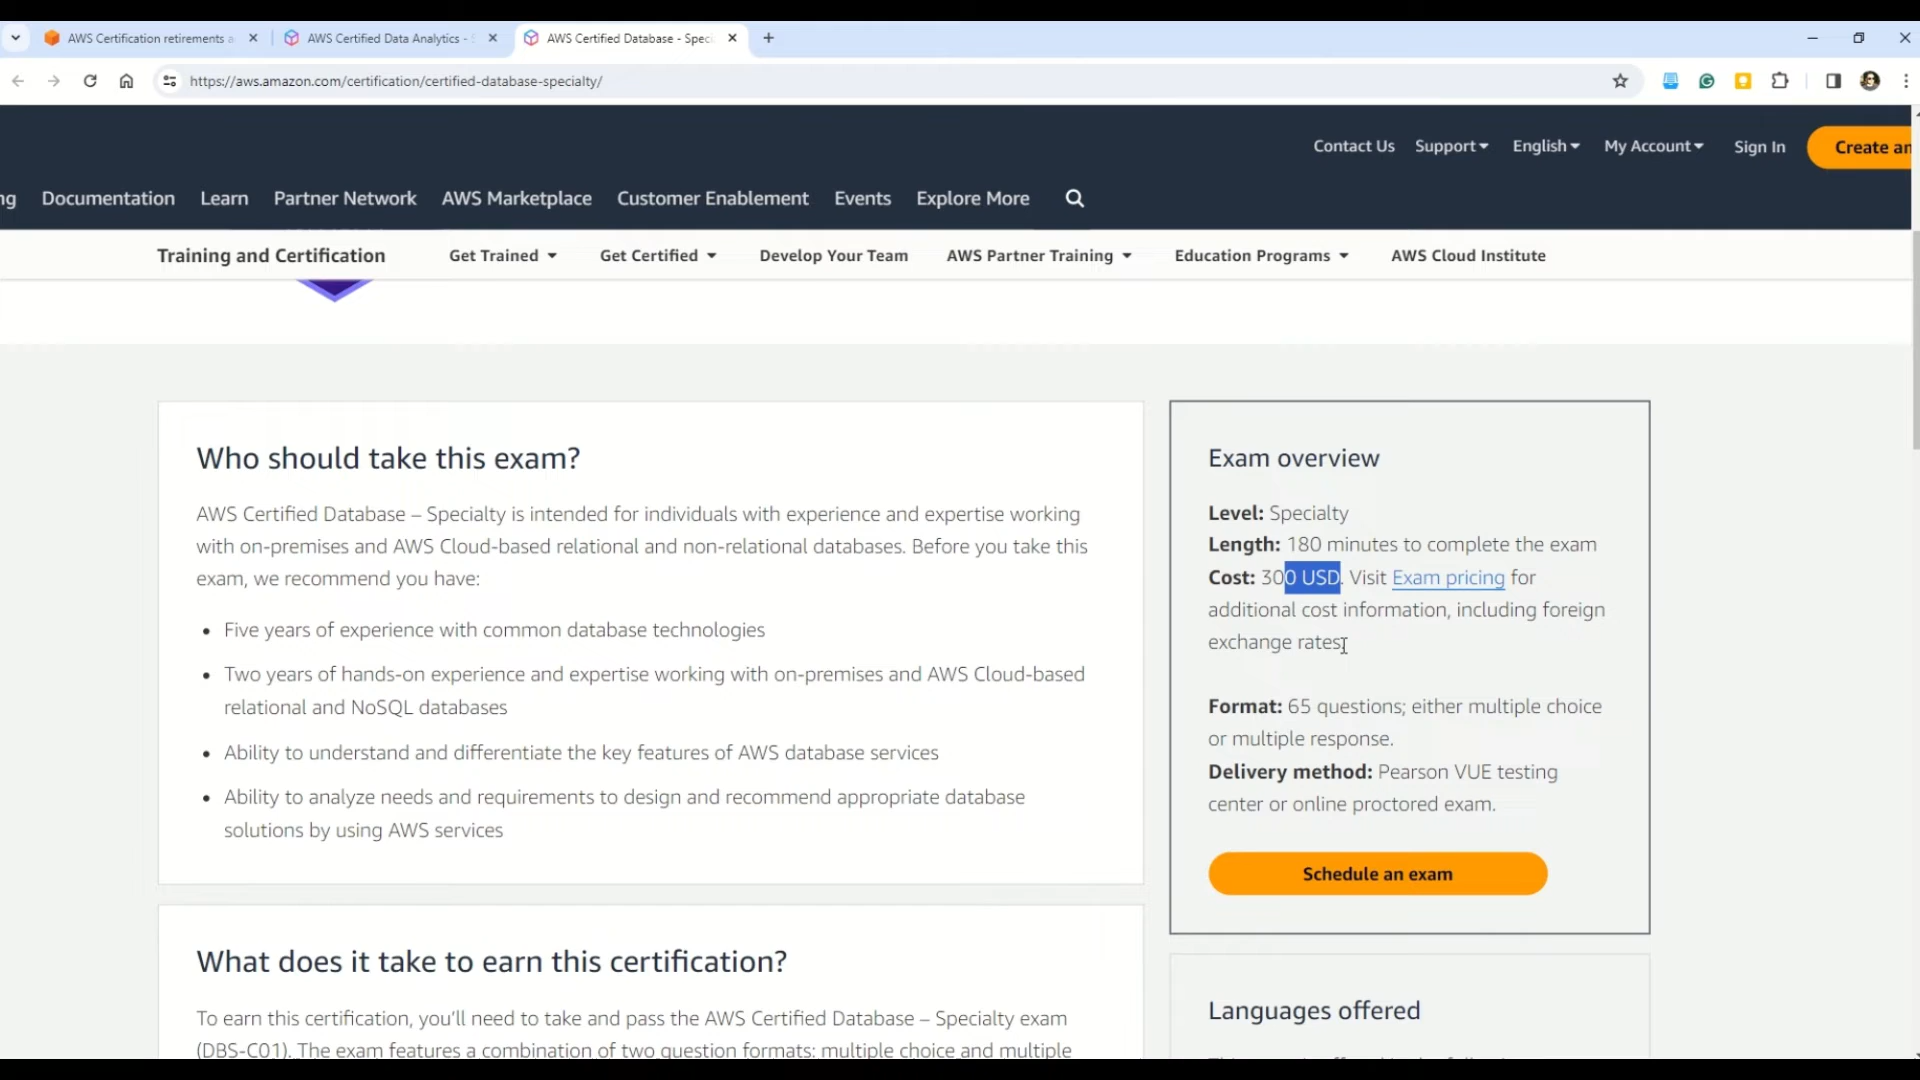 AWS Certification retirements a
AWS Certified Data Analytics - S
AWS Certified Database - Speci
https://aws.amazon.com/certification/certified-database-specialty/
Contact Us Support English My Account Sign In Create an
ng Documentation Learn Partner Network AWS Marketplace Customer Enablement Events Explore More
Training and Certification Get Trained Get Certified Develop Your Team AWS Partner Training Education Programs AWS Cloud Institute
Who should take this exam?
AWS Certified Database – Specialty is intended for individuals with experience and expertise working
with on-premises and AWS Cloud-based relational and non-relational databases. Before you take this
exam, we recommend you have:
• Five years of experience with common database technologies
• Two years of hands-on experience and expertise working with on-premises and AWS Cloud-based
relational and NoSQL databases
• Ability to understand and differentiate the key features of AWS database services
• Ability to analyze needs and requirements to design and recommend appropriate database
solutions by using AWS services
What does it take to earn this certification?
To earn this certification, you'll need to take and pass the AWS Certified Database – Specialty exam
(DBS-C01). The exam features a combination of two question formats: multiple choice and multiple
Exam overview
Level: Specialty
Length: 180 minutes to complete the exam
Cost: 300 USD. Visit Exam pricing for
additional cost information, including foreign
exchange rates.
Format: 65 questions; either multiple choice
or multiple response.
Delivery method: Pearson VUE testing
center or online proctored exam.
Schedule an exam
Languages offered